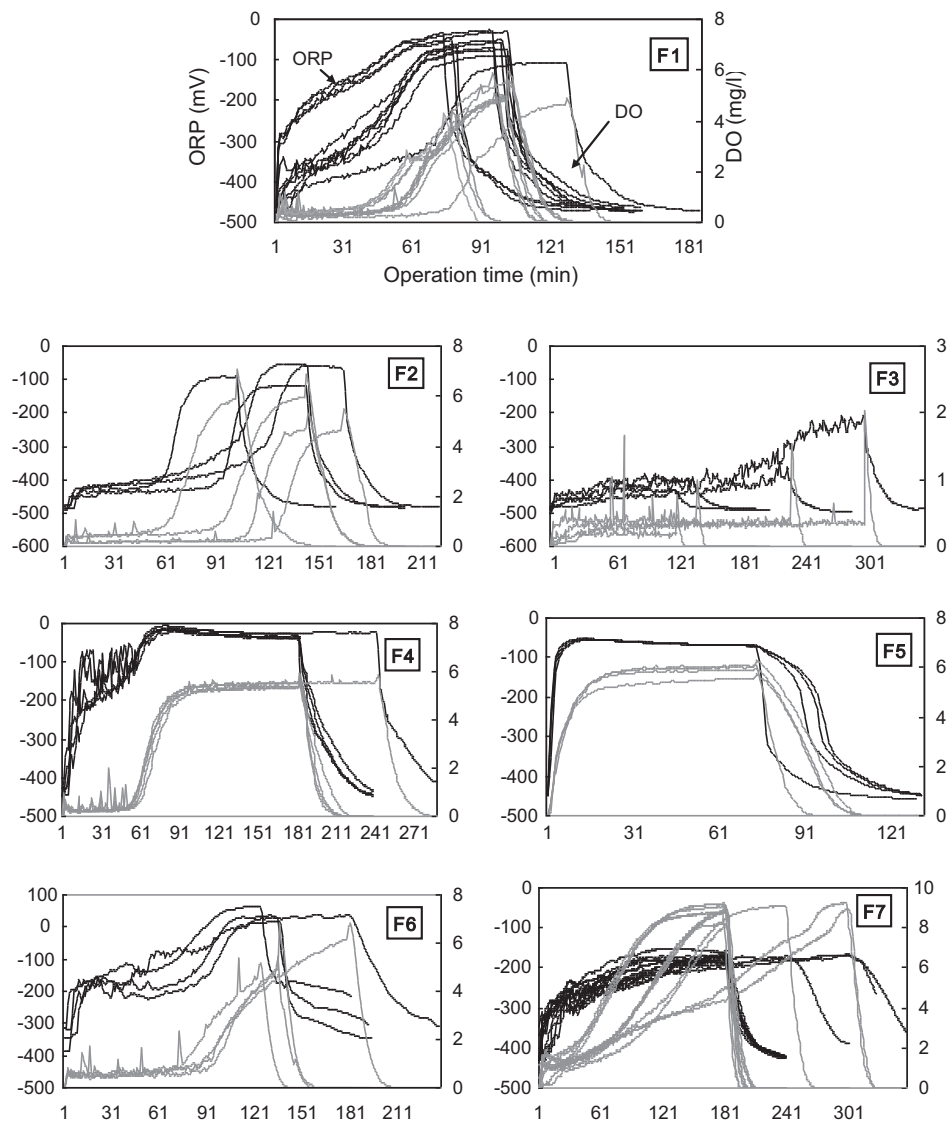 0 8
-100 F1
ORP 6
-200
4
-300
DO
2
-400
-500 0
ORP (mV)
DO (mg/l)
1 31 61 91 121 151 181
Operation time (min)
0 8
-100 F2
6
-200
-300 4
-400
2
-500
-600 0
1 31 61 91 121 151 181 211
0 3
-100 F3
-200 2
-300
-400 1
-500
-600 0
1 61 121 181 241 301
0 8
-100 F4
6
-200
4
-300
2
-400
-500 0
1 31 61 91 121 151 181 211 241 271
0 8
-100 F5
6
-200
4
-300
2
-400
-500 0
1 31 61 91 121
100 8
0 F6
6
-100
-200 4
-300
2
-400
-500 0
1 31 61 91 121 151 181 211
0 10
-100 F7
8
-200
6
-300
4
-400
2
-500 0
1 61 121 181 241 301